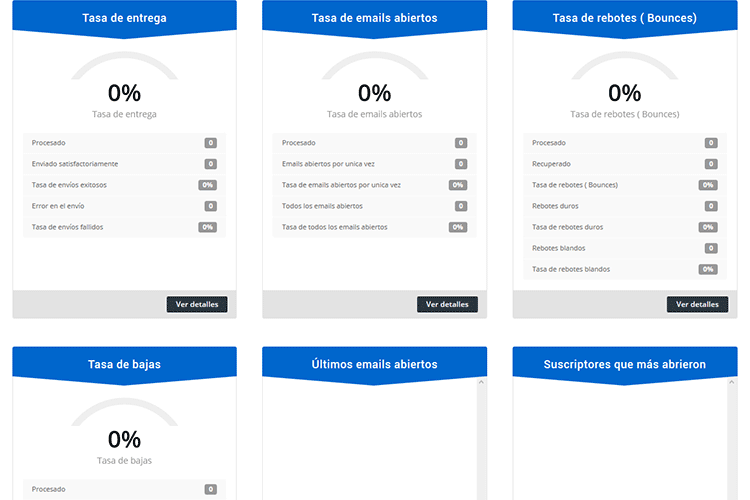 Tasa de entrega
0%
Tasa de entrega
Procesado 0
Enviado satisfactoriamente 0
Tasa de envíos exitosos 0%
Error en el envío 0
Tasa de envíos fallidos 0%
Ver detalles
Tasa de emails abiertos
0%
Tasa de emails abiertos
Procesado 0
Emails abiertos por unica vez 0
Tasa de emails abiertos por unica vez 0%
Todos los emails abiertos 0
Tasa de todos los emails abiertos 0%
Ver detalles
Tasa de rebotes ( Bounces)
0%
Tasa de rebotes ( Bounces)
Procesado 0
Recuperado 0
Tasa de rebotes ( Bounces) 0%
Rebotes duros 0
Tasa de rebotes duros 0%
Rebotes blandos 0
Tasa de rebotes blandos 0%
Ver detalles
Tasa de bajas
0%
Tasa de bajas
Procesado 0
Últimos emails abiertos
Suscriptores que más abrieron